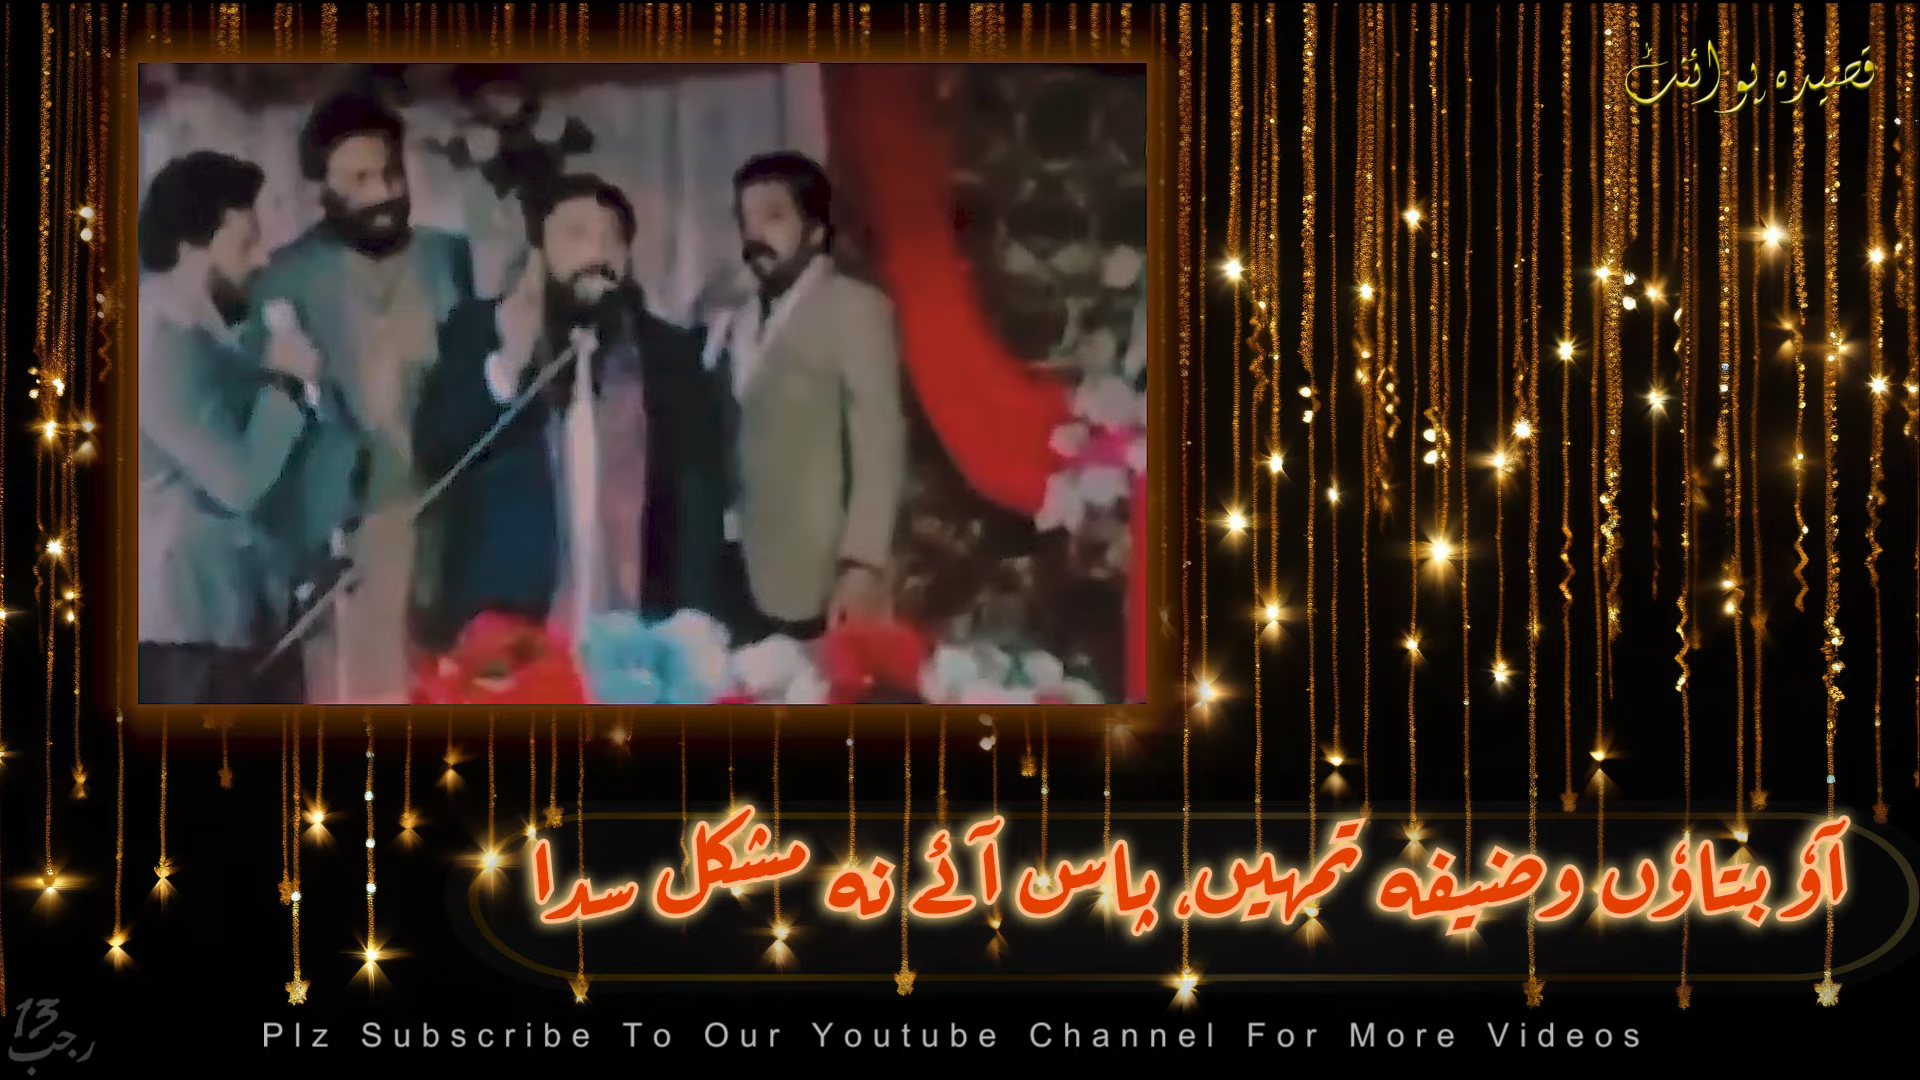 قصیدہ پوائنٹ
آؤ بتاؤں وضیفہ تمہیں، پاس آئے نہ مشکل سدا
13 رجب
Plz Subscribe To Our Youtube Channel For More Videos